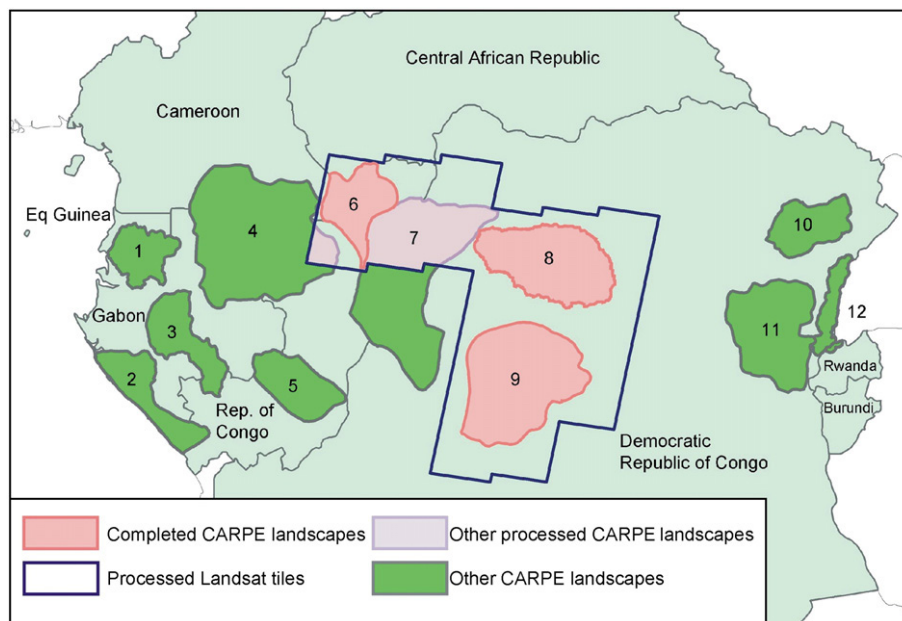 Central African Republic
Cameroon
6
Eq Guinea
4
7
10
1
8
Gabon
3
12
11
2
5
9
Rwanda
Rep. of
Congo
Burundi
Democratic
Republic of Congo
Completed CARPE landscapes
Other processed CARPE landscapes
Processed Landsat tiles
Other CARPE landscapes